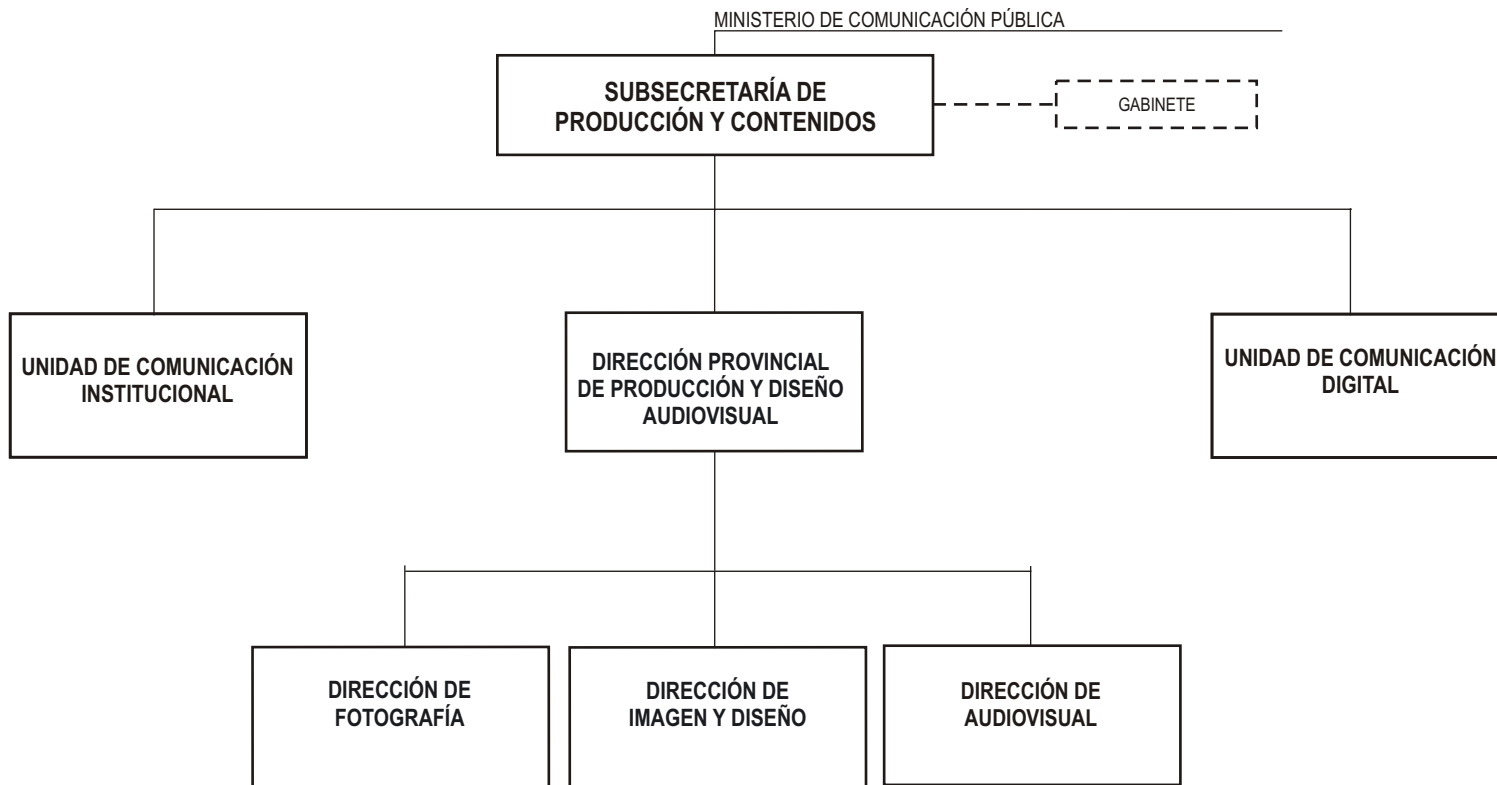 MINISTERIO DE COMUNICACIÓN PÚBLICA
SUBSECRETARÍA DE
PRODUCCIÓN Y CONTENIDOS
GABINETE
UNIDAD DE COMUNICACIÓN
INSTITUCIONAL
DIRECCIÓN PROVINCIAL
DE PRODUCCIÓN Y DISEÑO
AUDIOVISUAL
UNIDAD DE COMUNICACIÓN
DIGITAL
DIRECCIÓN DE
FOTOGRAFÍA
DIRECCIÓN DE
IMAGEN Y DISEÑO
DIRECCIÓN DE
AUDIOVISUAL